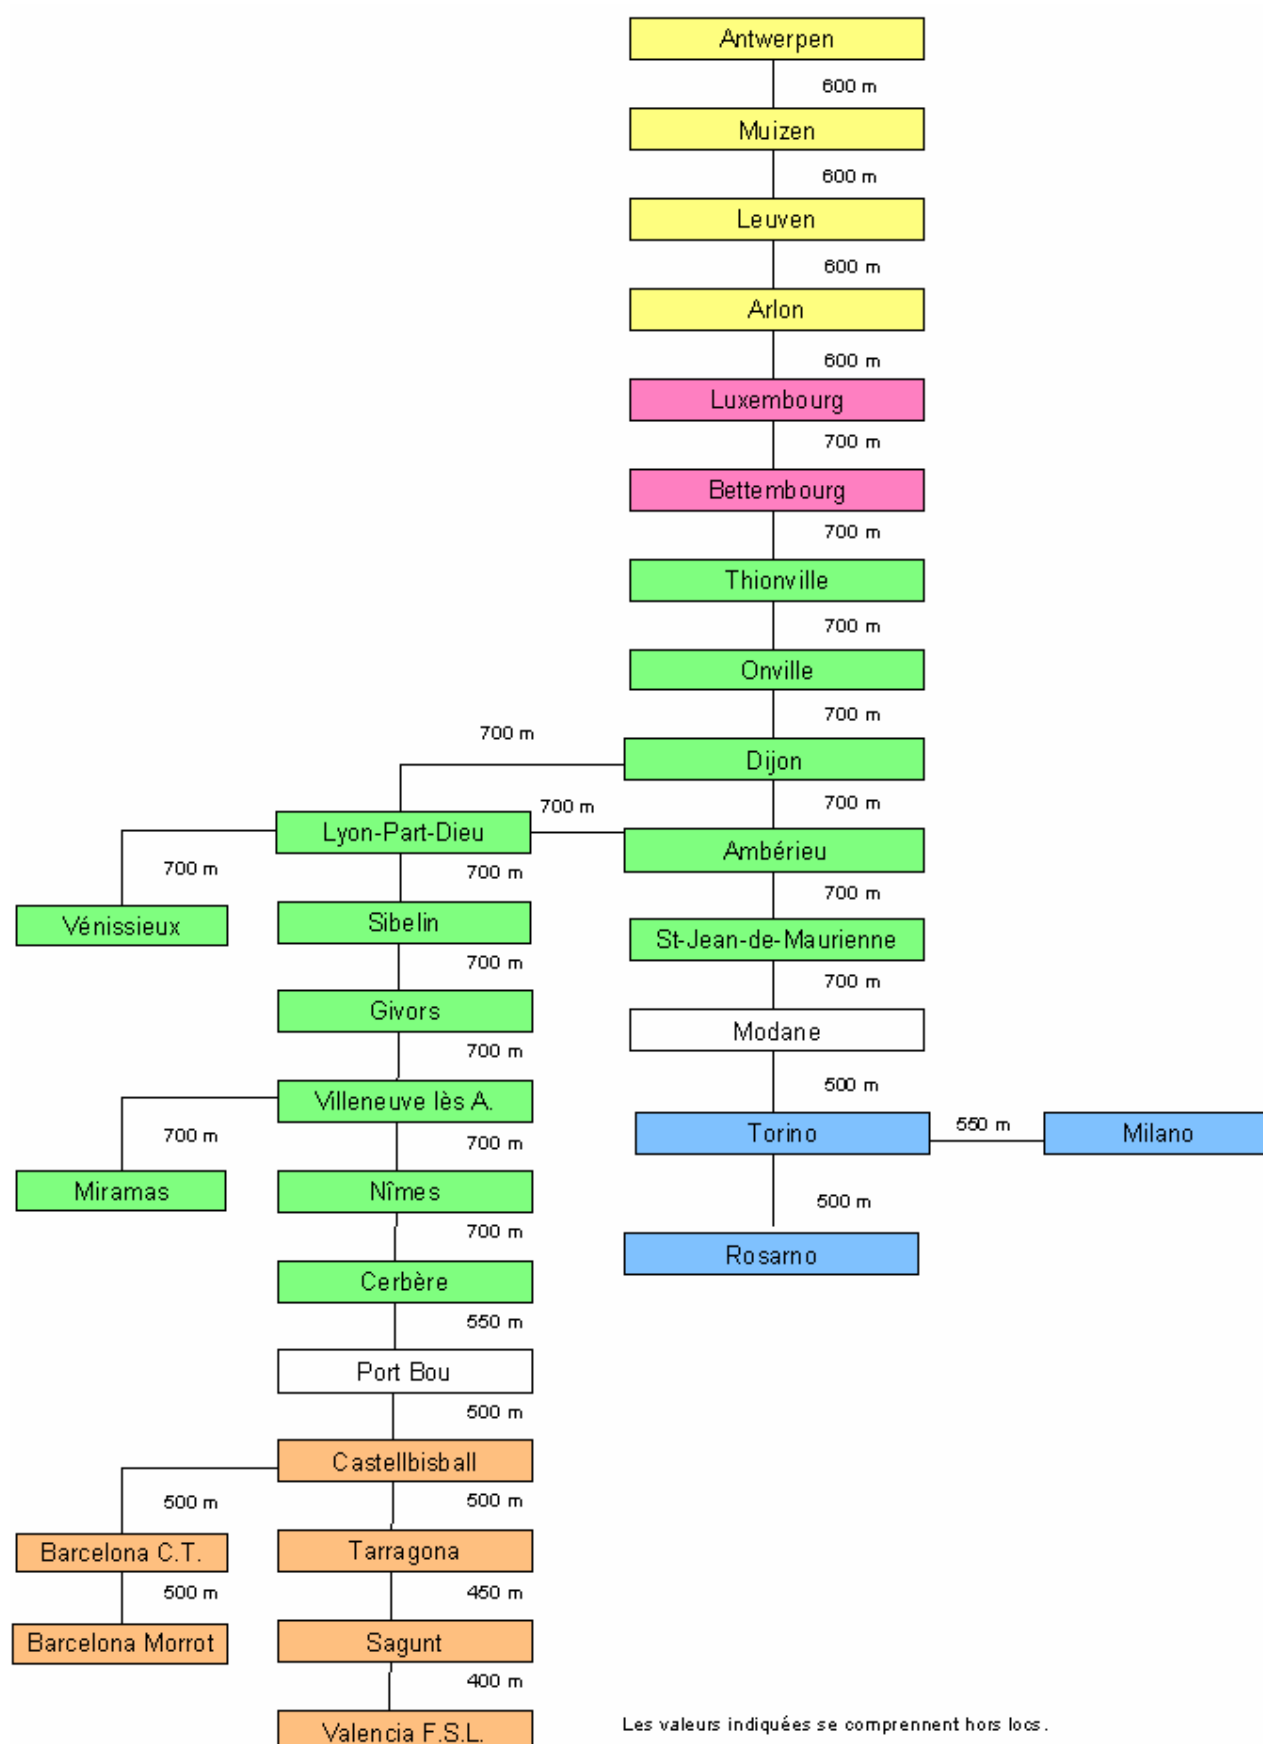 Antwerpen
600 m
Muizen
600 m
Leuven
600 m
Arlon
600 m
Luxembourg
700 m
Bettembourg
700 m
Thionville
700 m
Onville
700 m
700 m
Dijon
700 m
700 m
Lyon-Part-Dieu
Ambérieu
700 m
700 m
700 m
Vénissieux
Sibelin
St-Jean-de-Maurienne
700 m
700 m
Givors
Modane
700 m
500 m
Villeneuve lès A.
Torino
550 m
Milano
700 m
700 m
Miramas
Nîmes
500 m
700 m
Rosarno
Cerbère
550 m
Port Bou
500 m
Castellbisball
500 m
500 m
Barcelona C.T.
Tarragona
500 m
450 m
Barcelona Morrot
Sagunt
400 m
Valencia F.S.L.
Les valeurs indiquées se comprennent hors locs.